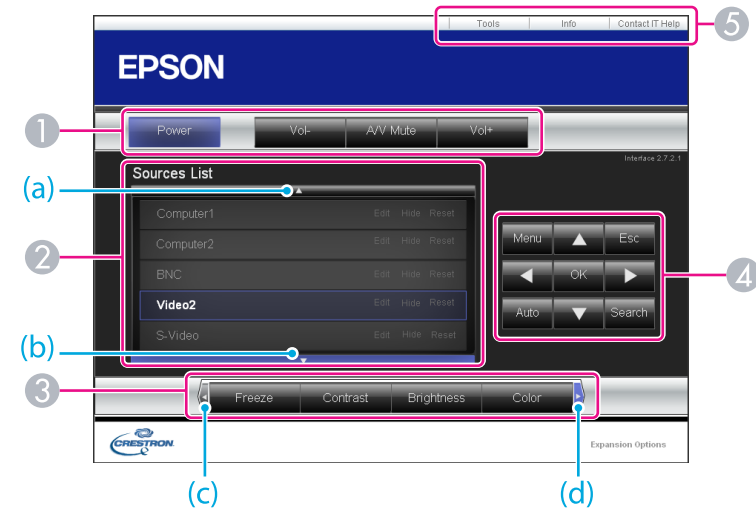 Tools Info Contact IT Help 5
EPSON
1 Power Vol- A/V Mute Vol+
Interface 2.7.2.1
Sources List
(a)
Computer1 Edit Hide Reset
Menu Esc
2 Computer2 Edit Hide Reset
BNC Edit Hide Reset
OK 4
Video2 Edit Hide Reset
Auto Search
S-Video Edit Hide Reset
(b)
3 Freeze Contrast Brightness Color
CRESTRON Expansion Options
(c) (d)